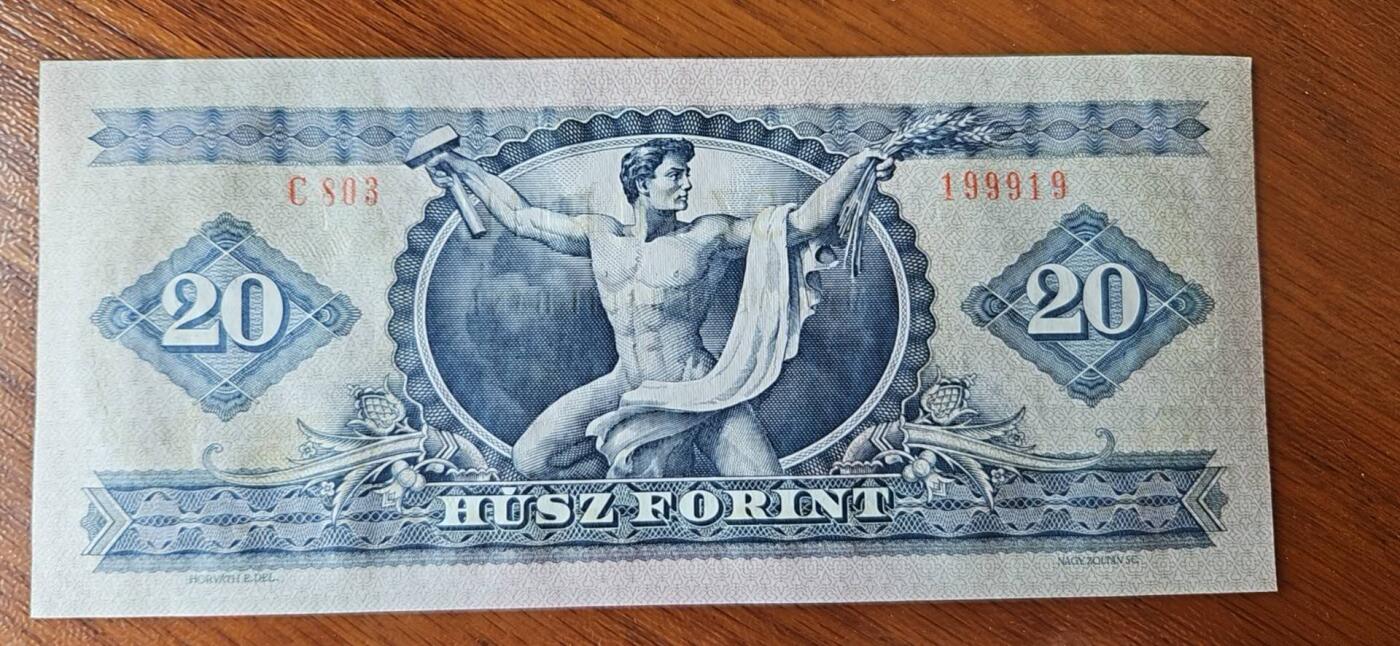 C 803
199919
20
20
HÚSZ FORINT
HORVÁTH E. DEL.
NAGY ZOLTÁN SC.